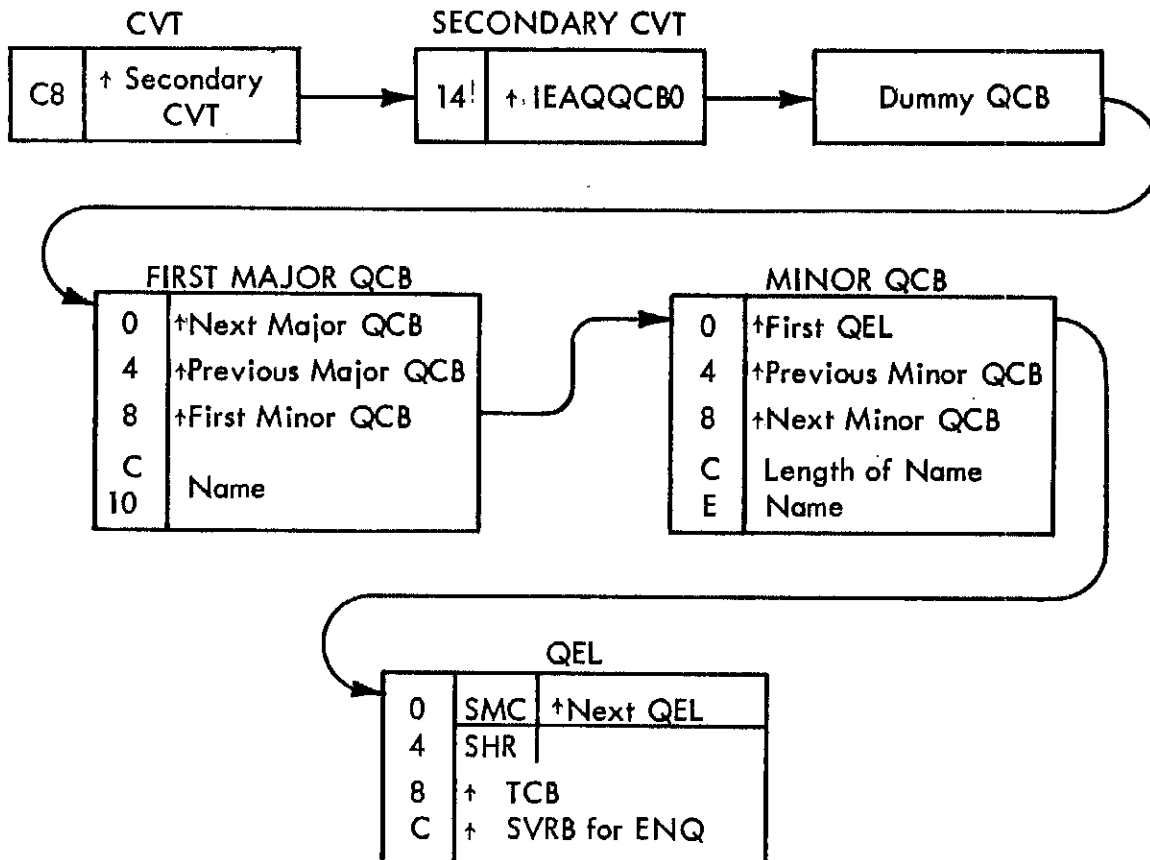 CVT
SECONDARY CVT
C8 ↑ Secondary
CVT
14 ↑ IEAQQCB0
Dummy QCB
FIRST MAJOR QCB
0 ↑Next Major QCB
4 ↑Previous Major QCB
8 ↑First Minor QCB
C
10 Name
MINOR QCB
0 ↑First QEL
4 ↑Previous Minor QCB
8 ↑Next Minor QCB
C Length of Name
E Name
QEL
0 SMC ↑Next QEL
4 SHR
8 ↑ TCB
C ↑ SVRB for ENQ